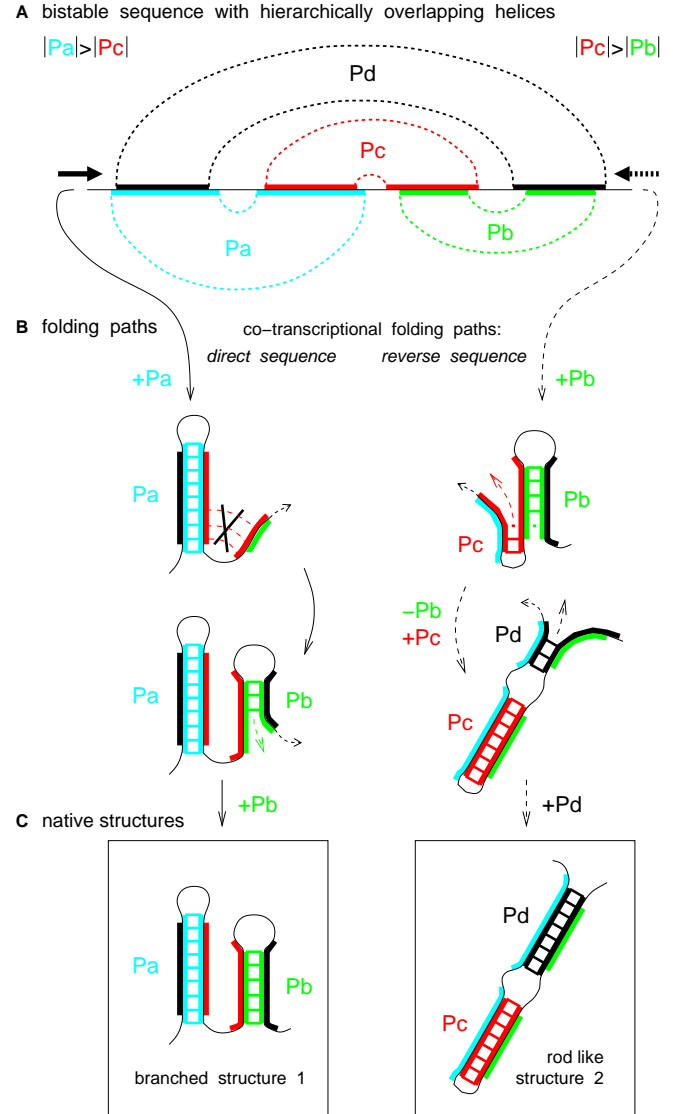 A bistable sequence with hierarchically overlapping helices
|Pa|>|Pc| |Pc|>|Pb|
Pd
Pc
Pa
Pb
B folding paths
co−transcriptional folding paths:
direct sequence reverse sequence
+Pa +Pb
Pa
Pb
Pc
−Pb
+Pc
Pd
Pa
Pb
Pc
+Pb
+Pd
C native structures
Pd
Pa
Pb
Pc
branched structure 1
rod like
structure 2